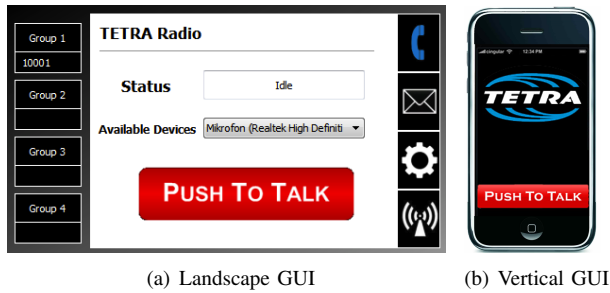 Group 1
10001
Group 2
Group 3
Group 4
TETRA Radio
Status
Idle
Available Devices
Mikrofon (Realtek High Definiti
PUSH TO TALK
12:34 PM
TETRA
PUSH TO TALK
(a) Landscape GUI
(b) Vertical GUI